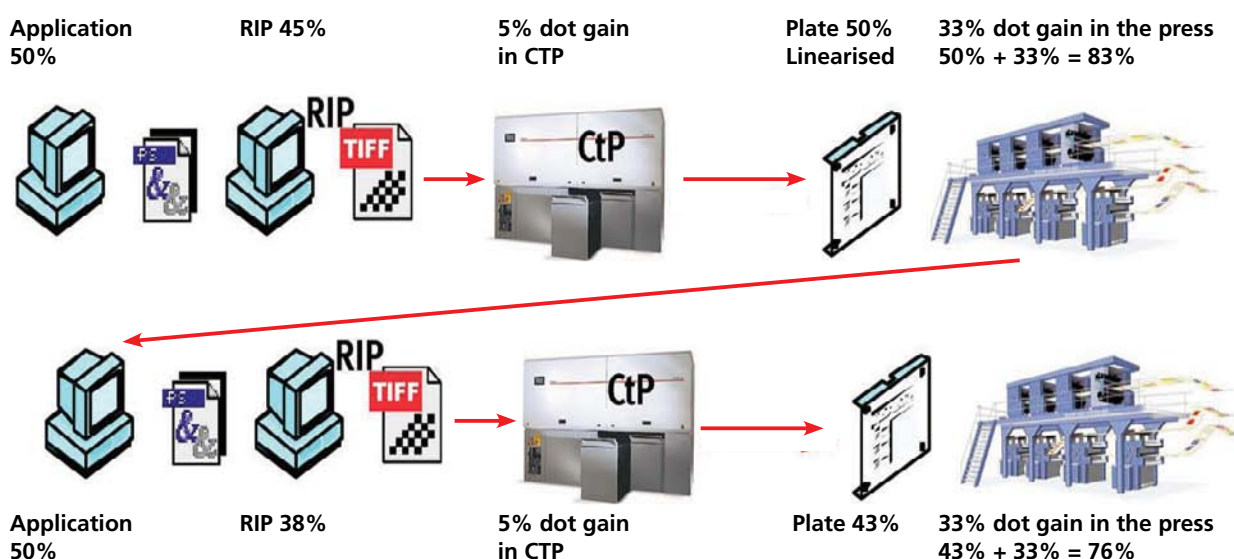 Application RIP 45% 5% dot gain Plate 50% 33% dot gain in the press
50% in CTP Linearised 50% + 33% = 83%
RIP
PS
TIFF
CtP
&&
RIP
PS
TIFF
CtP
&&
Application RIP 38% 5% dot gain Plate 43% 33% dot gain in the press
50% in CTP 43% + 33% = 76%